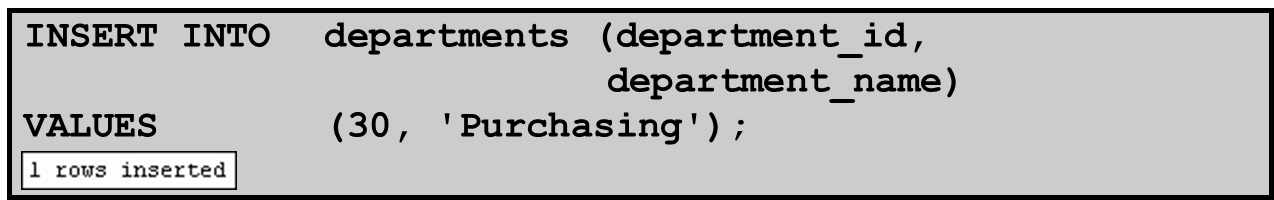 INSERT INTO departments (department_id,
department_name)
VALUES (30, 'Purchasing');
1 rows inserted